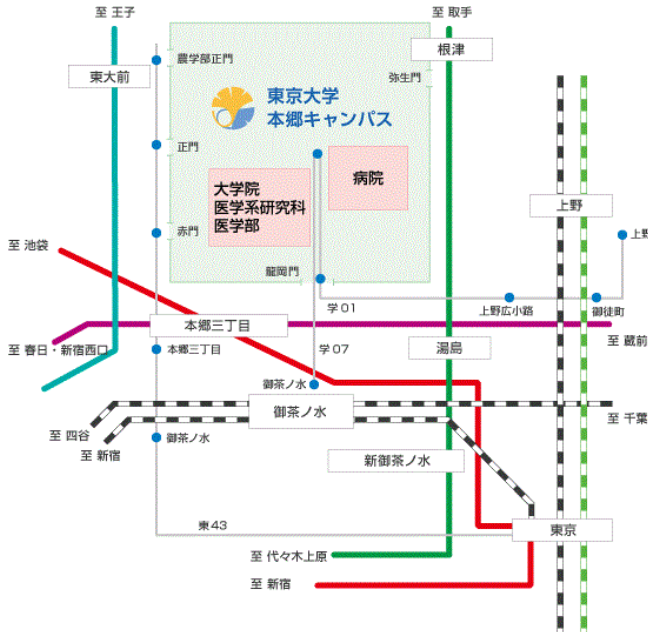 至 王子
至 取手
農学部正門
根津
東大前
弥生門
東京大学
本郷キャンパス
正門
病院
大学院
医学系研究科
医学部
上野
赤門
上野
至 池袋
龍岡門
学01
上野広小路
御徒町
本郷三丁目
至 蔵前
至 春日・新宿西口
本郷三丁目
学07
湯島
御茶ノ水
御茶ノ水
至 千葉
至 四谷
御茶ノ水
至 新宿
新御茶ノ水
東43
東京
至 代々木上原
至 新宿